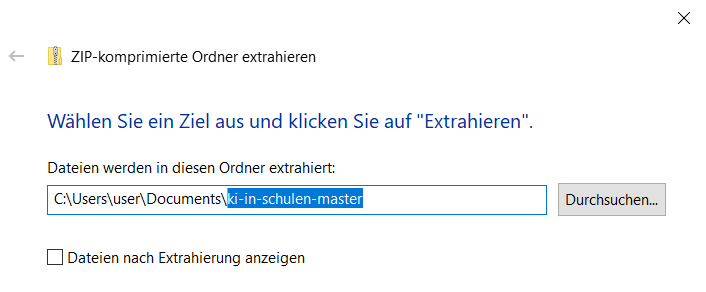 ZIP-komprimierte Ordner extrahieren
Wählen Sie ein Ziel aus und klicken Sie auf "Extrahieren".
Dateien werden in diesen Ordner extrahiert:
C:\Users\user\Documents\ki-in-schulen-master
Durchsuchen...
Dateien nach Extrahierung anzeigen